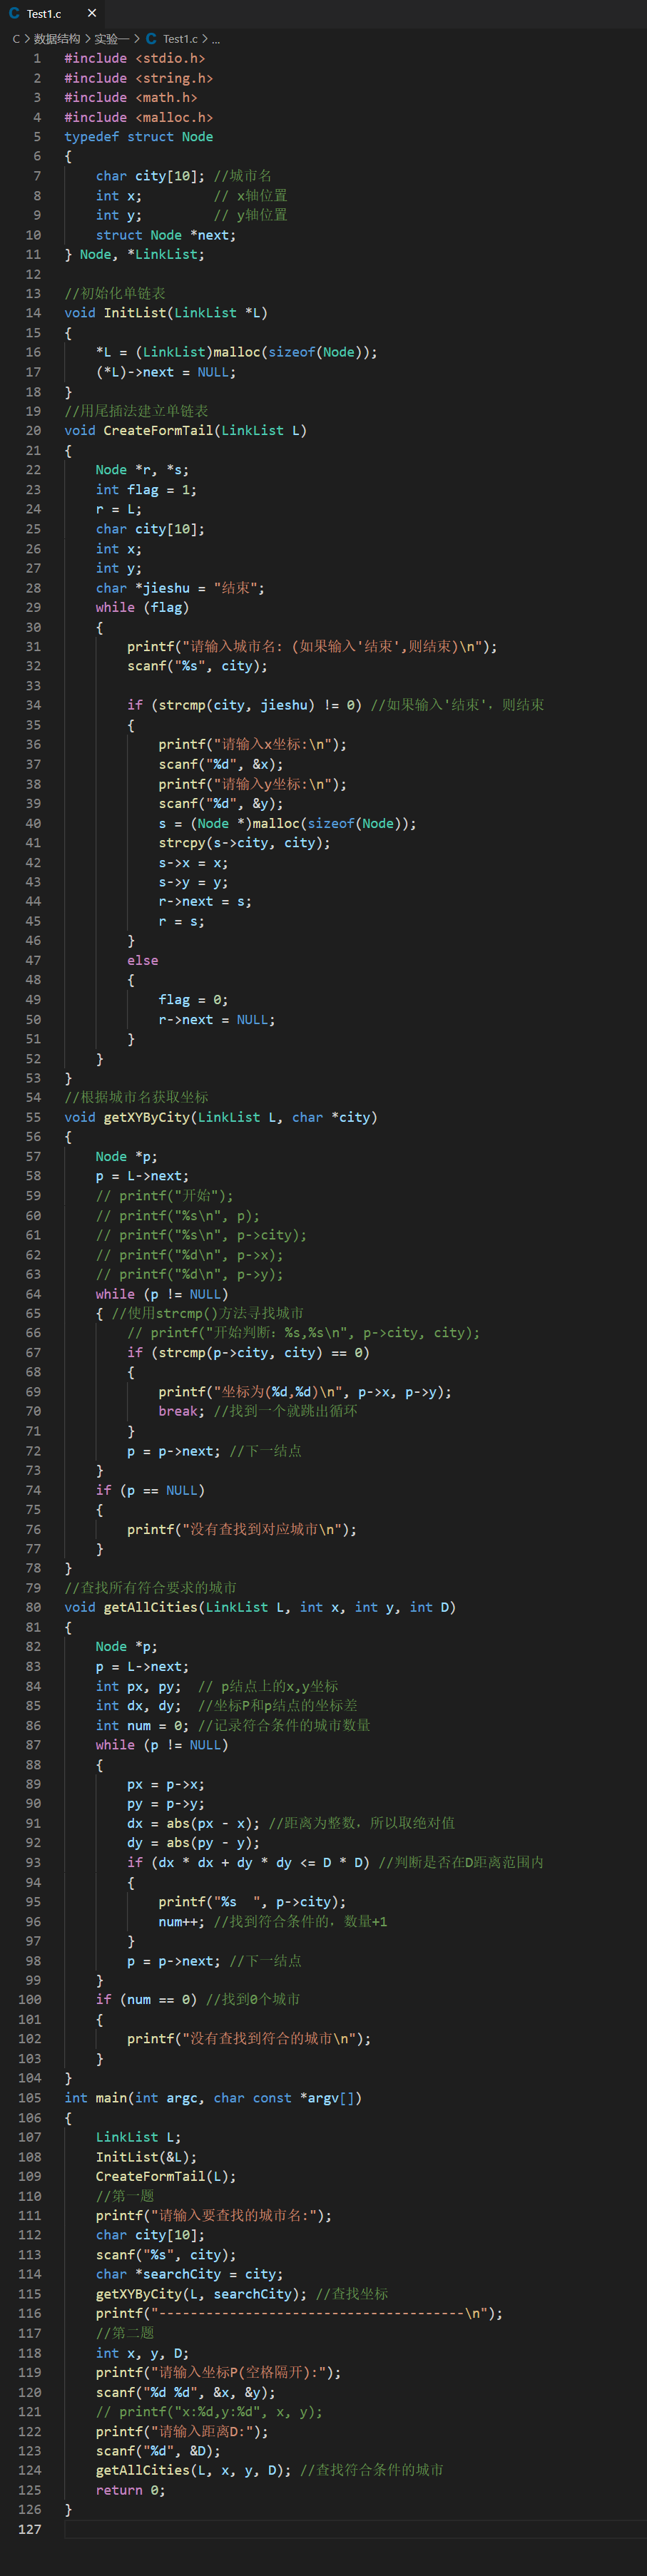 C Test1.c ×
C > 数据结构 > 实验一 > C Test1.c > ...
1 #include <stdio.h>
2 #include <string.h>
3 #include <math.h>
4 #include <malloc.h>
5 typedef struct Node
6 {
7     char city[10]; //城市名
8     int x;         // x轴位置
9     int y;         // y轴位置
10     struct Node *next;
11 } Node, *LinkList;
12
13 //初始化单链表
14 void InitList(LinkList *L)
15 {
16     *L = (LinkList)malloc(sizeof(Node));
17     (*L)->next = NULL;
18 }
19 //用尾插法建立单链表
20 void CreateFormTail(LinkList L)
21 {
22     Node *r, *s;
23     int flag = 1;
24     r = L;
25     char city[10];
26     int x;
27     int y;
28     char *jieshu = "结束";
29     while (flag)
30     {
31         printf("请输入城市名: (如果输入'结束',则结束)\n");
32         scanf("%s", city);
33
34         if (strcmp(city, jieshu) != 0) //如果输入'结束'，则结束
35         {
36             printf("请输入x坐标:\n");
37             scanf("%d", &x);
38             printf("请输入y坐标:\n");
39             scanf("%d", &y);
40             s = (Node *)malloc(sizeof(Node));
41             strcpy(s->city, city);
42             s->x = x;
43             s->y = y;
44             r->next = s;
45             r = s;
46         }
47         else
48         {
49             flag = 0;
50             r->next = NULL;
51         }
52     }
53 }
54 //根据城市名获取坐标
55 void getXYByCity(LinkList L, char *city)
56 {
57     Node *p;
58     p = L->next;
59     // printf("开始");
60     // printf("%s\n", p);
61     // printf("%s\n", p->city);
62     // printf("%d\n", p->x);
63     // printf("%d\n", p->y);
64     while (p != NULL)
65     { //使用strcmp()方法寻找城市
66         // printf("开始判断：%s,%s\n", p->city, city);
67         if (strcmp(p->city, city) == 0)
68         {
69             printf("坐标为(%d,%d)\n", p->x, p->y);
70             break; //找到一个就跳出循环
71         }
72         p = p->next; //下一结点
73     }
74     if (p == NULL)
75     {
76         printf("没有查找到对应城市\n");
77     }
78 }
79 //查找所有符合要求的城市
80 void getAllCities(LinkList L, int x, int y, int D)
81 {
82     Node *p;
83     p = L->next;
84     int px, py;  // p结点上的x,y坐标
85     int dx, dy;  //坐标P和p结点的坐标差
86     int num = 0; //记录符合条件的城市数量
87     while (p != NULL)
88     {
89         px = p->x;
90         py = p->y;
91         dx = abs(px - x); //距离为整数，所以取绝对值
92         dy = abs(py - y);
93         if (dx * dx + dy * dy <= D * D) //判断是否在D距离范围内
94         {
95             printf("%s  ", p->city);
96             num++; //找到符合条件的，数量+1
97         }
98         p = p->next; //下一结点
99     }
100     if (num == 0) //找到0个城市
101     {
102         printf("没有查找到符合的城市\n");
103     }
104 }
105 int main(int argc, char const *argv[])
106 {
107     LinkList L;
108     InitList(&L);
109     CreateFormTail(L);
110     //第一题
111     printf("请输入要查找的城市名:");
112     char city[10];
113     scanf("%s", city);
114     char *searchCity = city;
115     getXYByCity(L, searchCity); //查找坐标
116     printf("---------------------------------------\n");
117     //第二题
118     int x, y, D;
119     printf("请输入坐标P(空格隔开):");
120     scanf("%d %d", &x, &y);
121     // printf("x:%d,y:%d", x, y);
122     printf("请输入距离D:");
123     scanf("%d", &D);
124     getAllCities(L, x, y, D); //查找符合条件的城市
125     return 0;
126 }
127